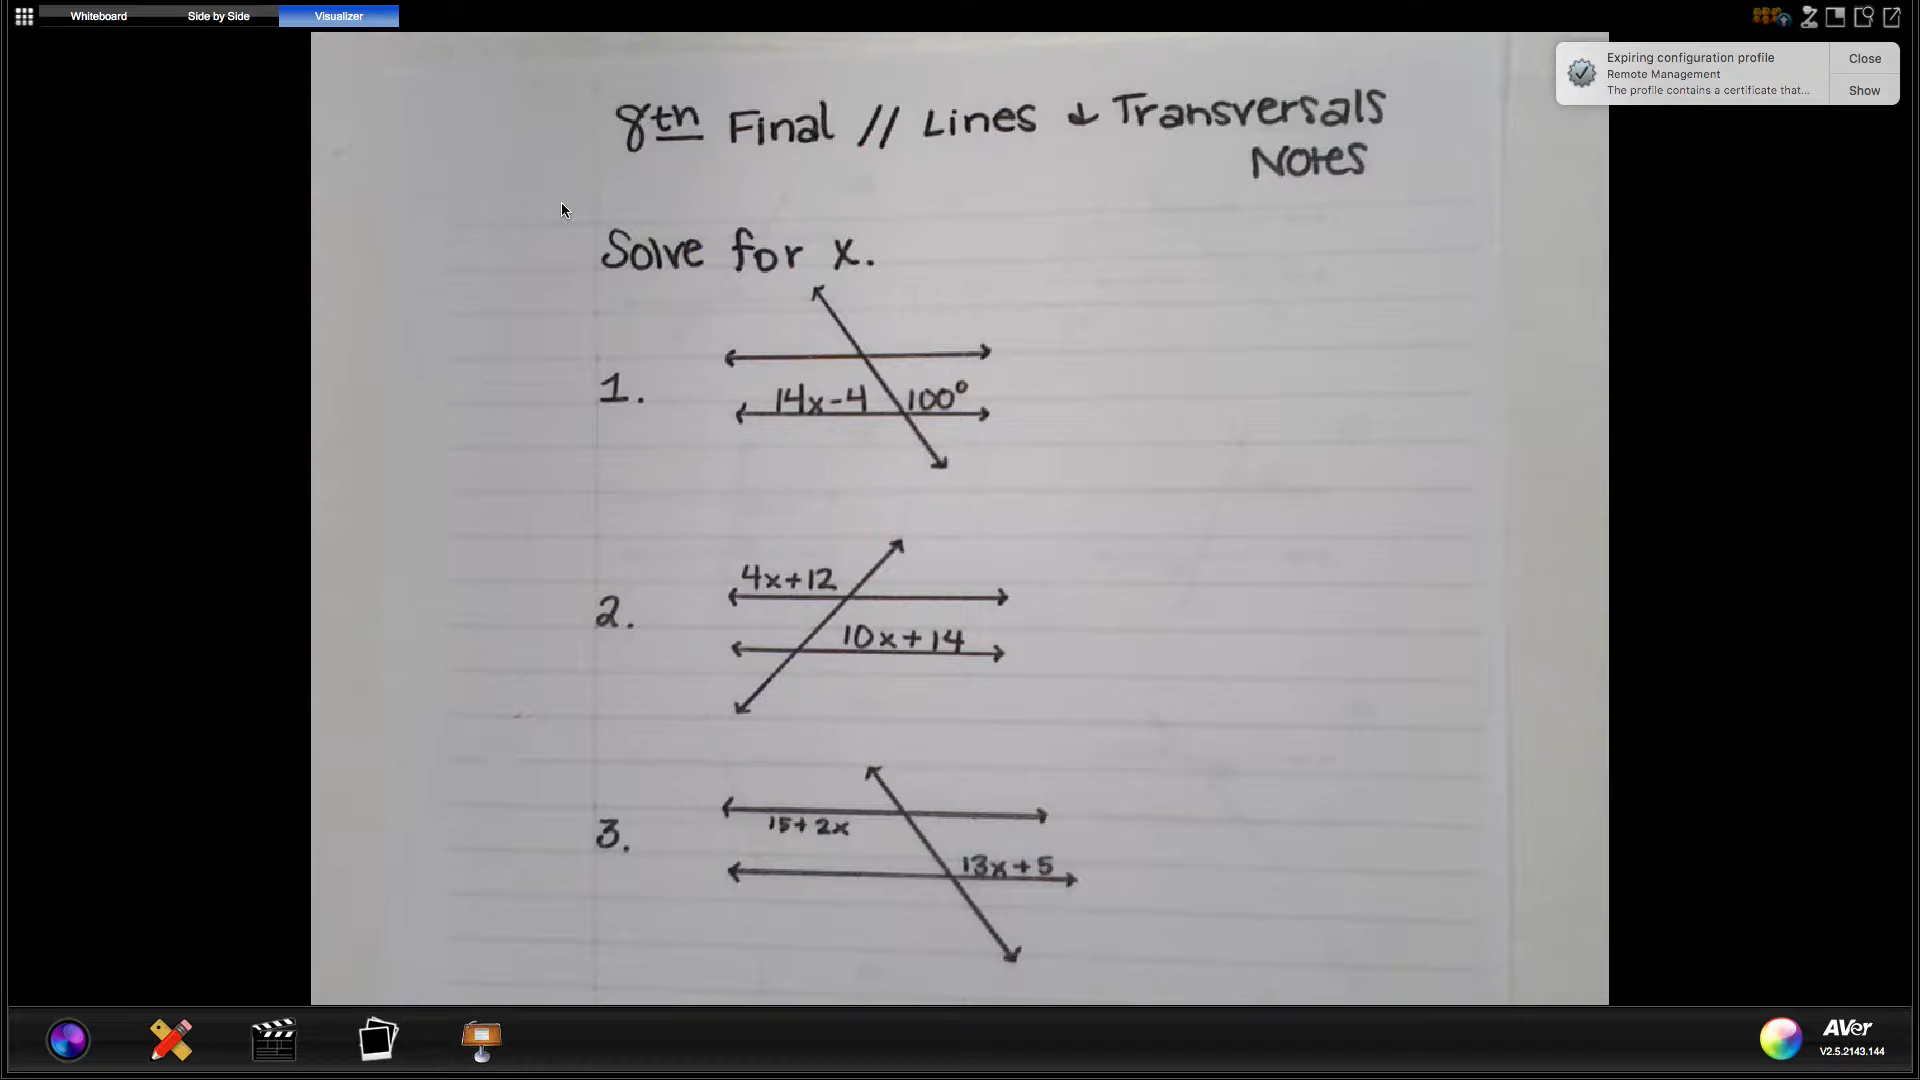 Whiteboard
Side by Side
Visualizer
Expiring configuration profile
Close
Remote Management
The profile contains a certificate that...
Show
8th Final // Lines & Transversals
Notes
Solve for x.
1.
14x-4
100°
2.
4x+12
10x+14
3.
15+2x
13x+5
AVer
V2.5.2143.144